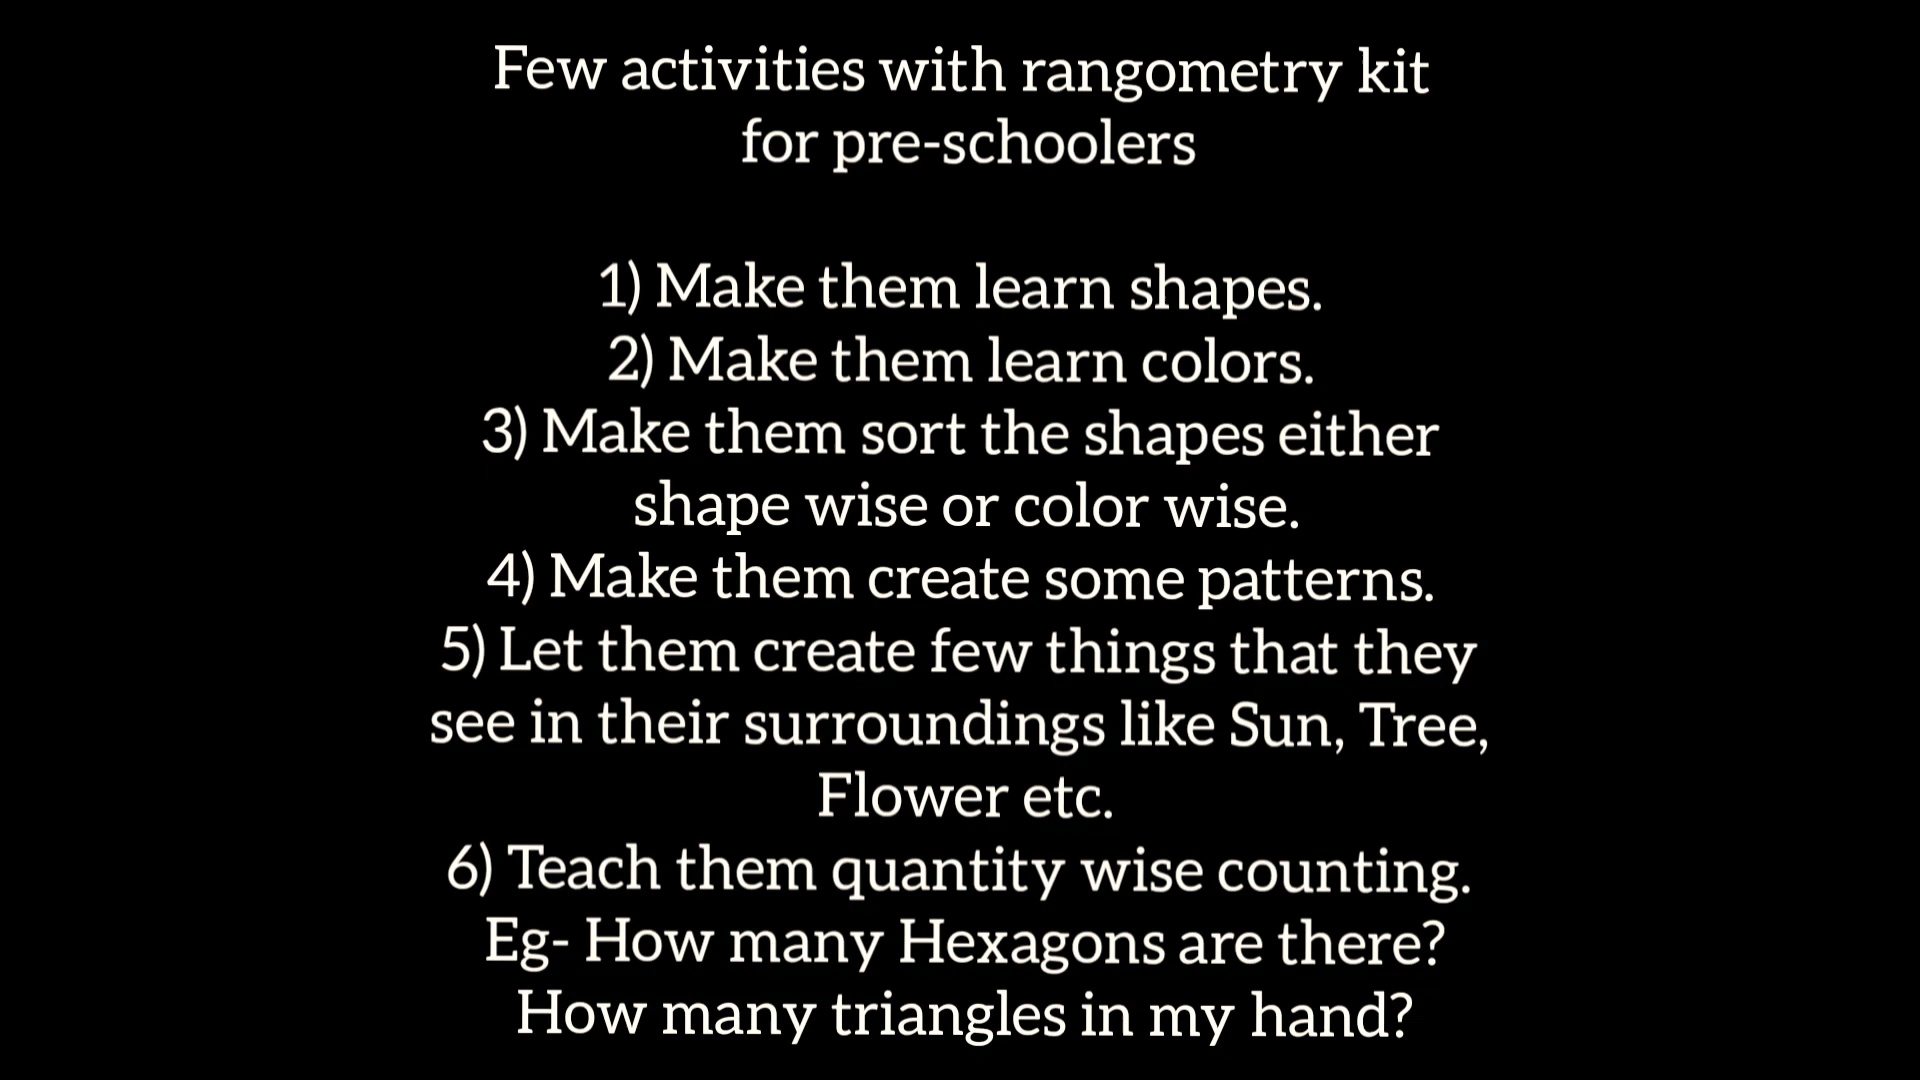 Few activities with rangometry kit
for pre-schoolers
1) Make them learn shapes.
2) Make them learn colors.
3) Make them sort the shapes either
shape wise or color wise.
4) Make them create some patterns.
5) Let them create few things that they
see in their surroundings like Sun, Tree,
Flower etc.
6) Teach them quantity wise counting.
Eg- How many Hexagons are there?
How many triangles in my hand?